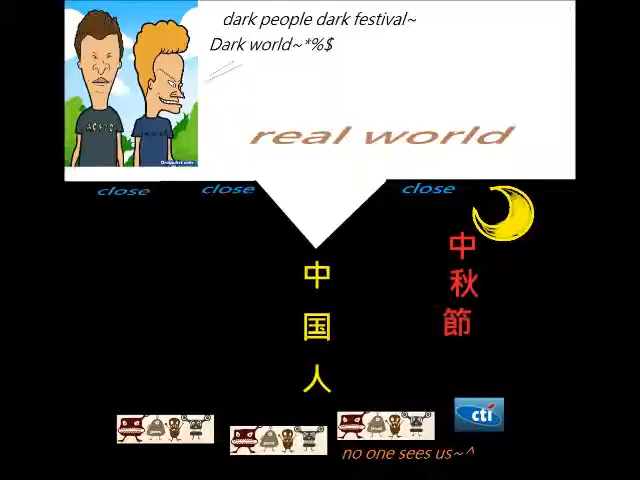 dark people dark festival~
Dark world~*%$
real world
close
close
close
中
国
人
中
秋
節
cti
no one sees us~^